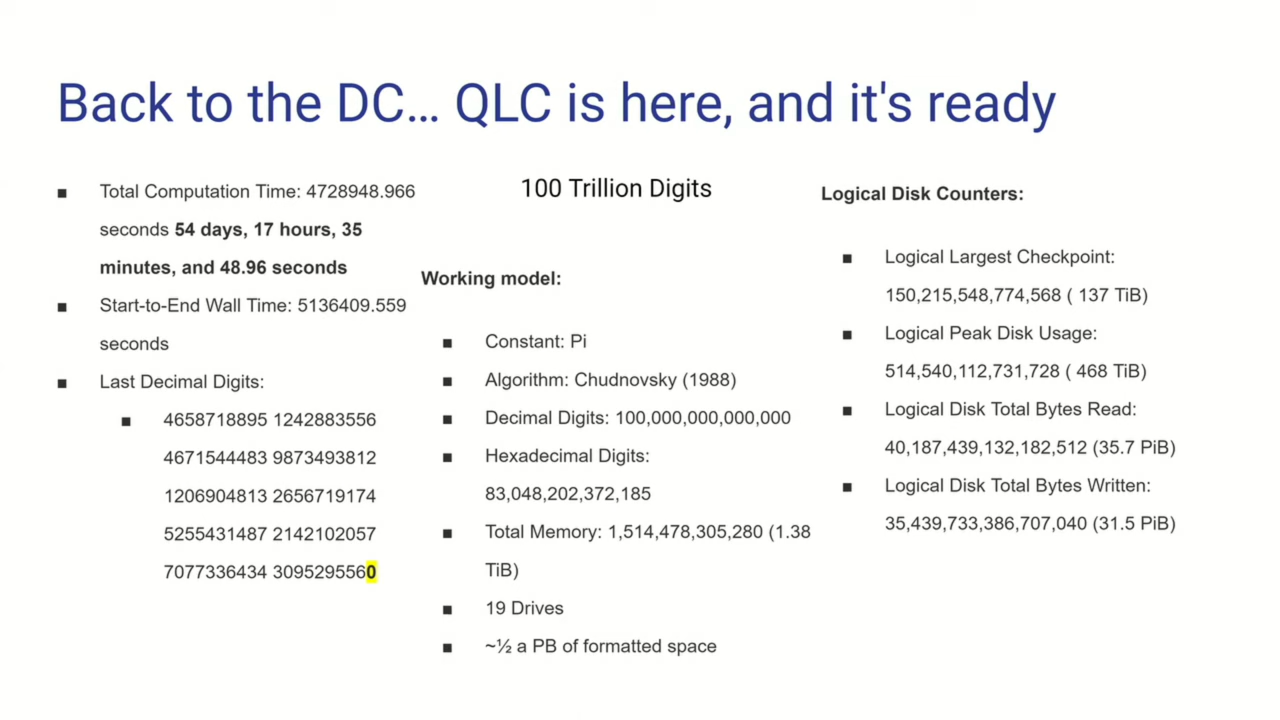 Back to the DC... QLC is here, and it's ready
■ Total Computation Time: 4728948.966
seconds 54 days, 17 hours, 35
minutes, and 48.96 seconds
■ Start-to-End Wall Time: 5136409.559
seconds
■ Last Decimal Digits:
■ 4658718895 1242883556
4671544483 9873493812
1206904813 2656719174
5255431487 2142102057
7077336434 3095295560
100 Trillion Digits
Working model:
■ Constant: Pi
■ Algorithm: Chudnovsky (1988)
■ Decimal Digits: 100,000,000,000,000
■ Hexadecimal Digits:
83,048,202,372,185
■ Total Memory: 1,514,478,305,280 (1.38
TiB)
■ 19 Drives
■ ~½ a PB of formatted space
Logical Disk Counters:
■ Logical Largest Checkpoint:
150,215,548,774,568 ( 137 TiB)
■ Logical Peak Disk Usage:
514,540,112,731,728 ( 468 TiB)
■ Logical Disk Total Bytes Read:
40,187,439,132,182,512 (35.7 PiB)
■ Logical Disk Total Bytes Written:
35,439,733,386,707,040 (31.5 PiB)